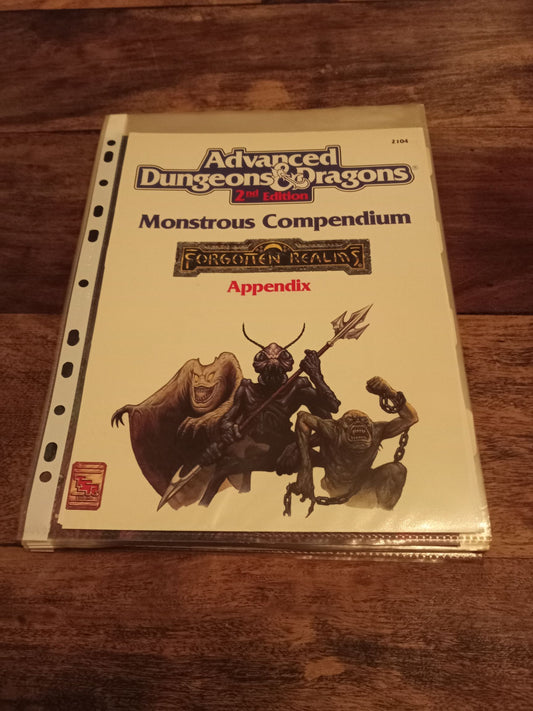 2104
Advanced
Dungeons & Dragons®
2nd Edition
Monstrous Compendium
FORGOTTEN REALMS
Appendix
TSR